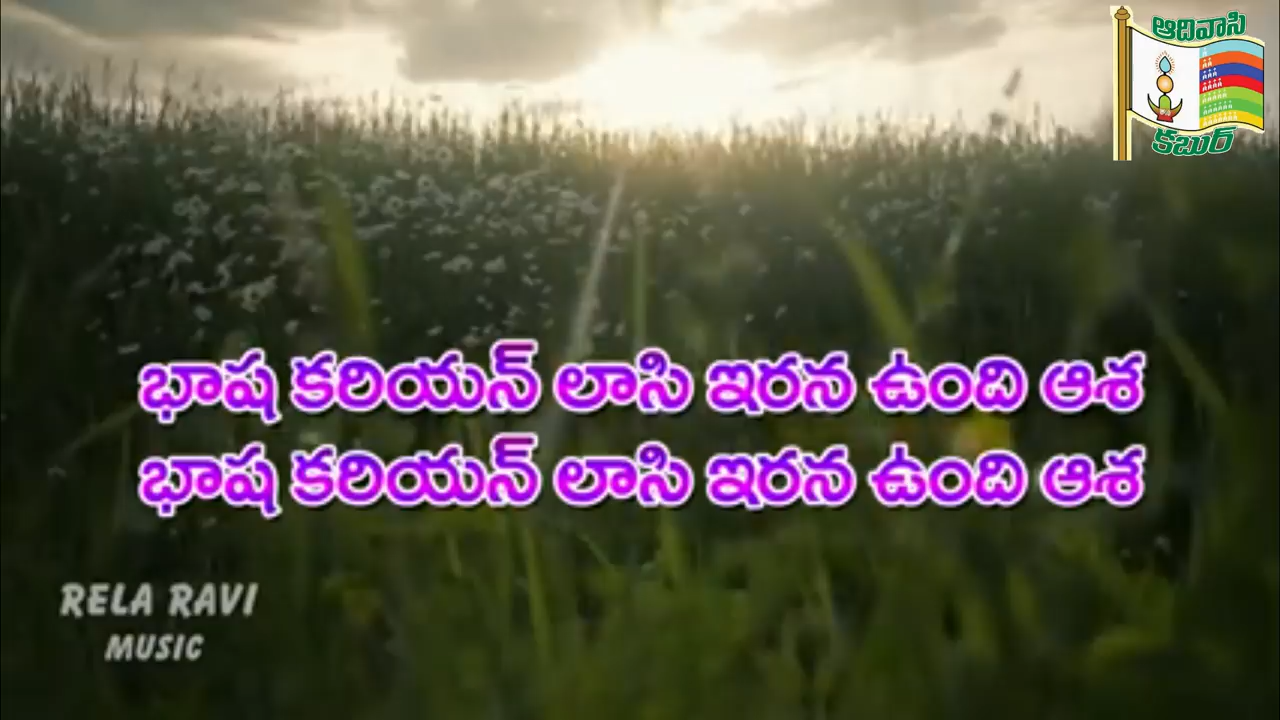 ఆదివాసి
కబుర్
భాష కరియన్ లాసి ఇరన ఉంది ఆశ
భాష కరియన్ లాసి ఇరన ఉంది ఆశ
RELA RAVI
MUSIC